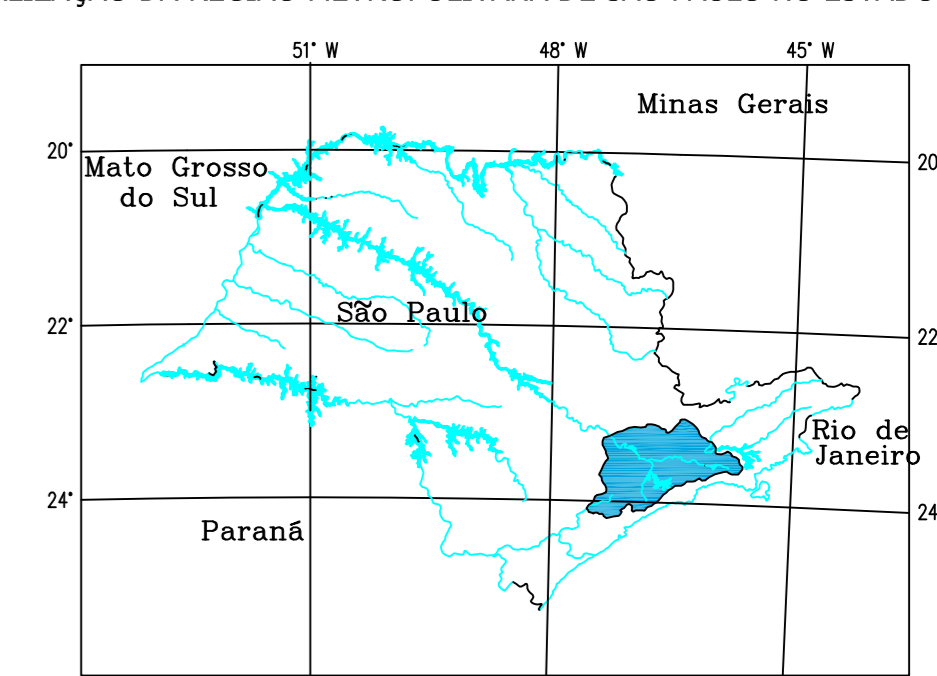 51° W 48° W 45° W
Minas Gerais
20°
20
Mato Grosso
do Sul
São Paulo
22°
22
Rio de
Janeiro
24°
24
Paraná